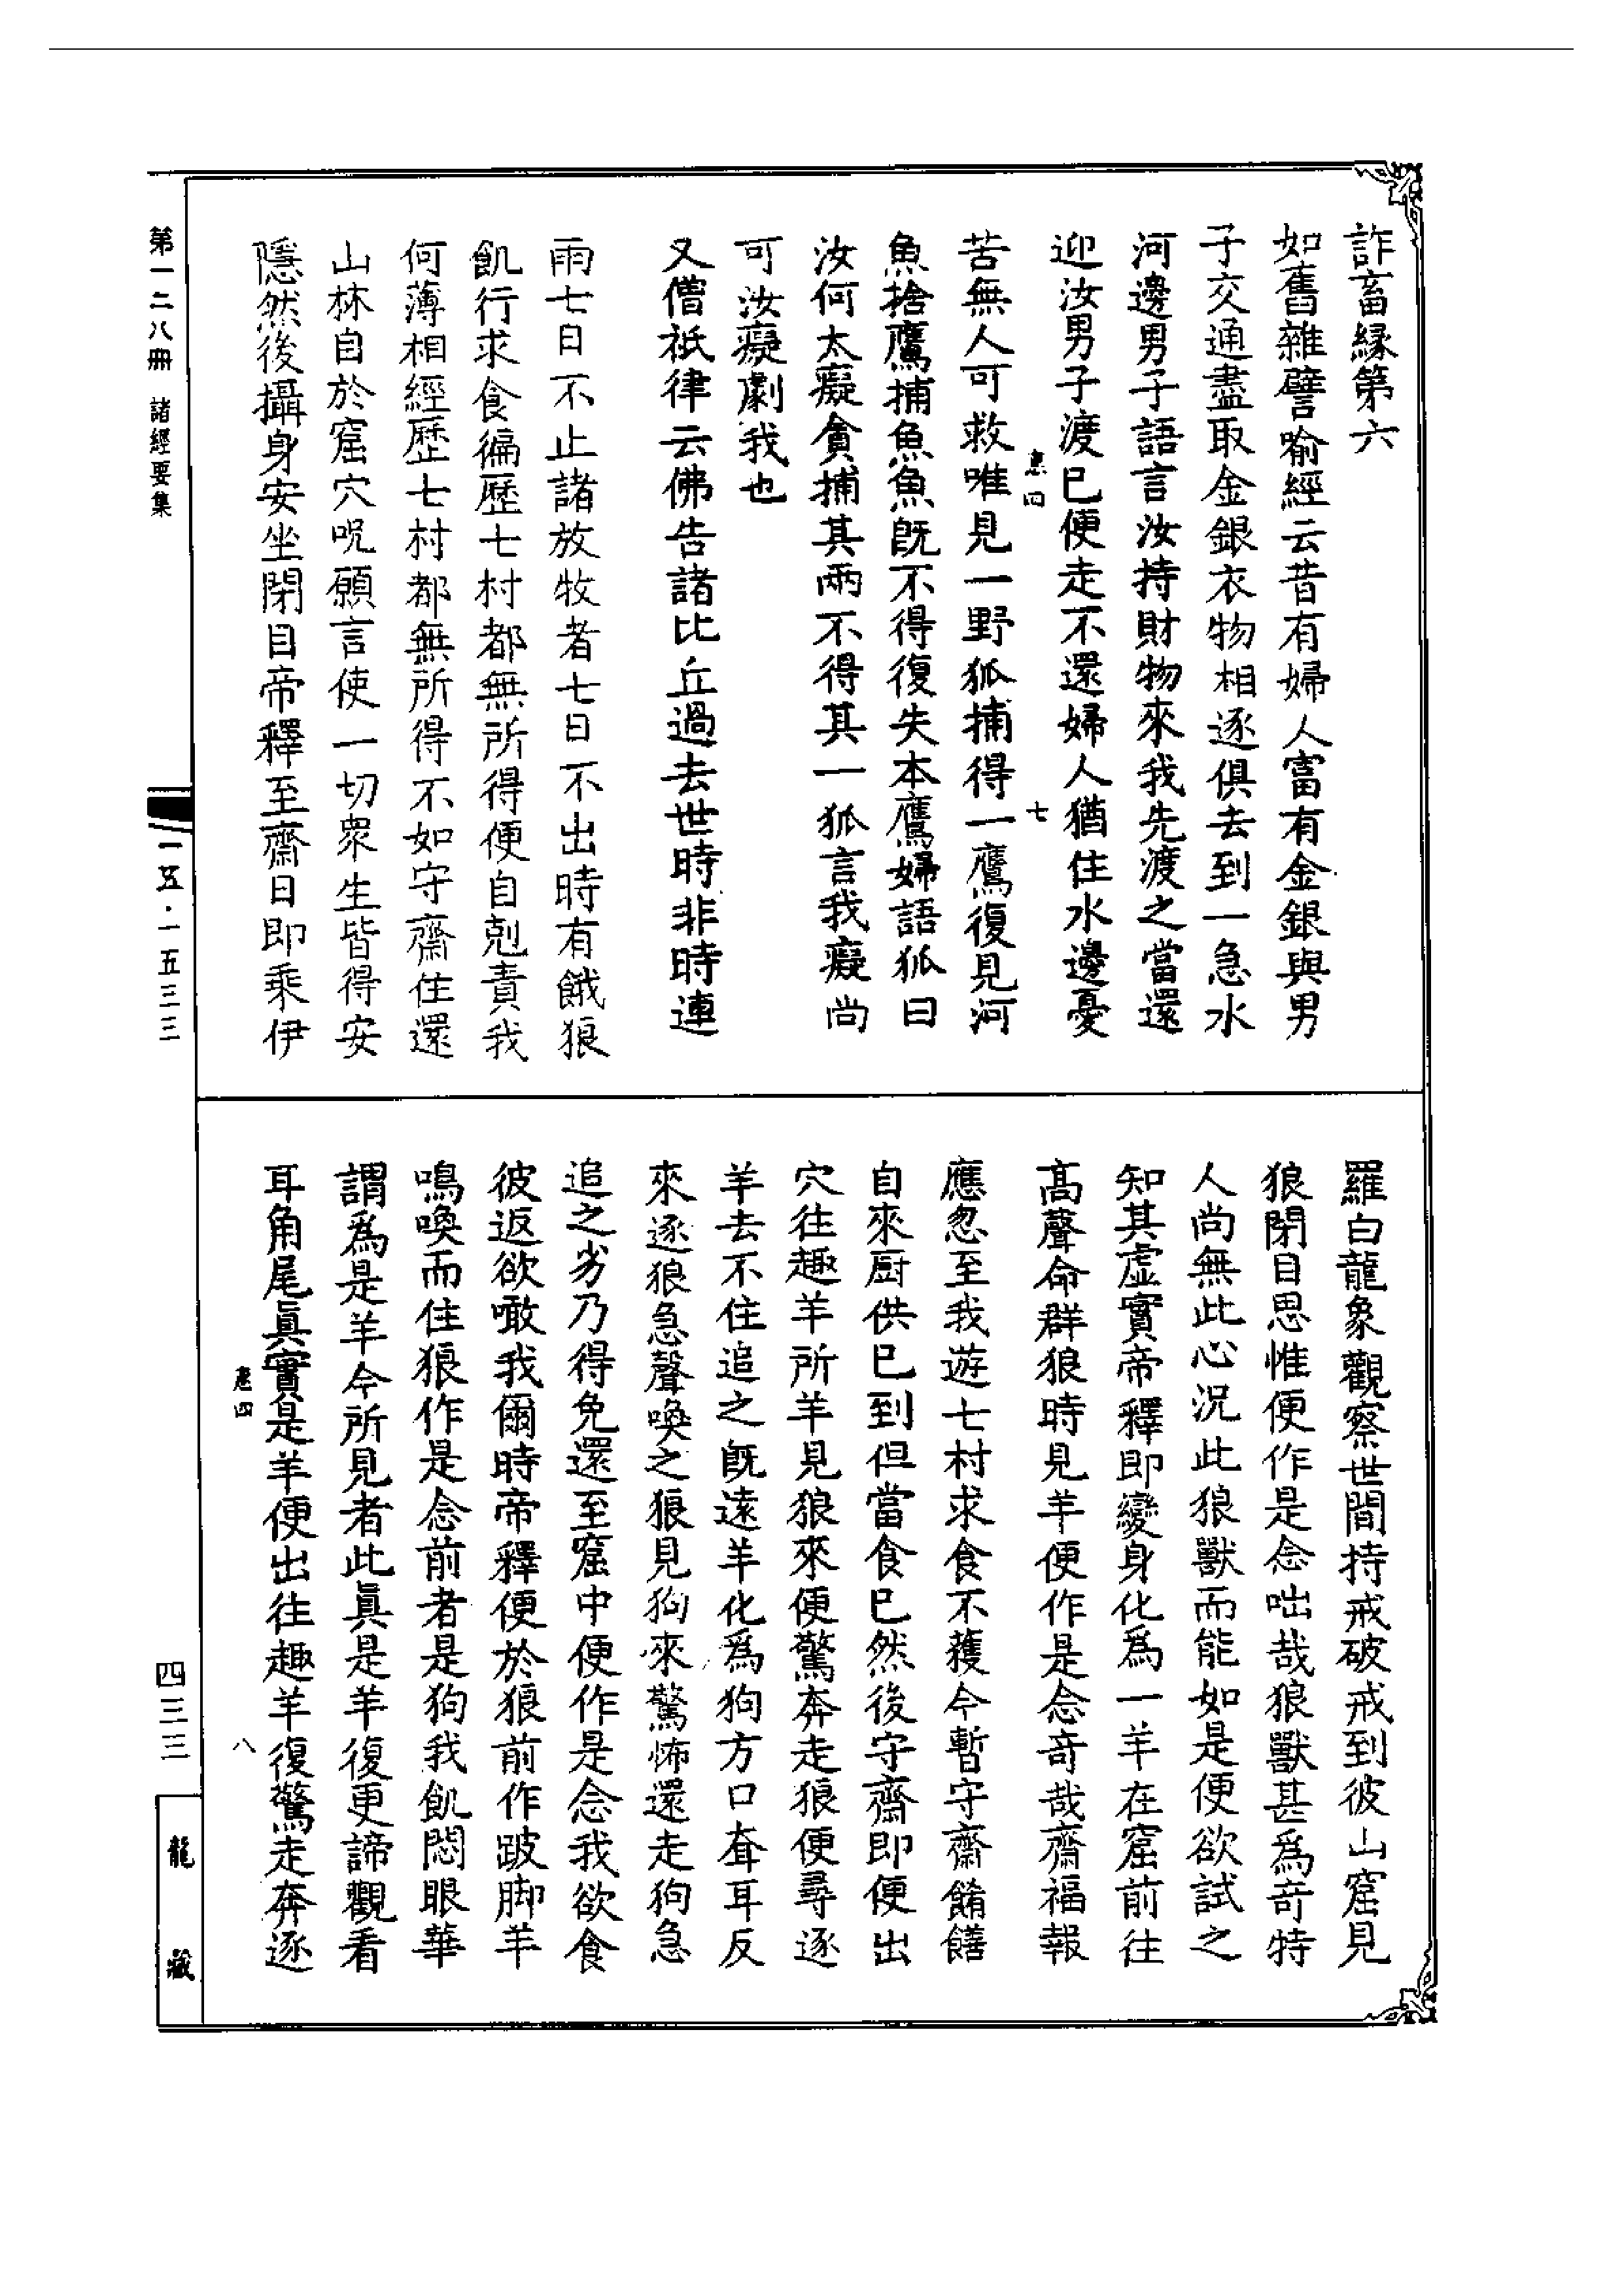 詐畜緣第六
如舊雜譬喻經云昔有婦人富有金銀與男
子交通盡取金銀衣物相逐俱去到一急水
河邊男子語言汝持財物來我先渡之當還
迎汝男子渡已便走不還婦人猶住水邊憂
苦無人可救唯見一野狐捕得一鷹復見河
魚捨鷹捕魚魚旣不得復失本鷹婦語狐曰
汝何太癡貪捕其兩不得其一狐言我癡尚
可汝癡劇我也
又僧祇律云佛告諸比丘過去世時非時連
雨七日不止諸放牧者七日不出時有餓狼
飢行求食徧歷七村都無所得便自剋責我
何薄相經歷七村都無所得不如守齋住還
山林自於窟穴呪願言使一切衆生皆得安
隱然後攝身安坐閉目帝釋至齋日即乘伊
羅白龍象觀察世間持戒破戒到彼山窟見
狼閉目思惟便作是念咄哉狼獸甚爲奇特
人尚無此心況此狼獸而能如是便欲試之
知其虛實帝釋即變身化爲一羊在窟前往
高聲命群狼時見羊便作是念奇哉齋福報
應忽至我遊七村求食不獲今暫守齋餚饍
自來厨供已到但當食已然後守齋即便出
穴往趣羊所羊見狼來便驚奔走狼便尋逐
羊去不住追之旣遠羊化爲狗方口耷耳反
來逐狼急聲喚之狼見狗來驚怖還走狗急
追之劣乃得免還至窟中便作是念我欲食
彼返欲噉我爾時帝釋便於狼前作跛脚羊
鳴喚而住狼作是念前者是狗我飢悶眼華
謂爲是羊今所見者此眞是羊復更諦觀看
耳角尾眞實是羊便出往趣羊復驚走奔逐
第一二八冊 諸經要集
一五·一五三三
四三三
龍藏
四
七
四
八